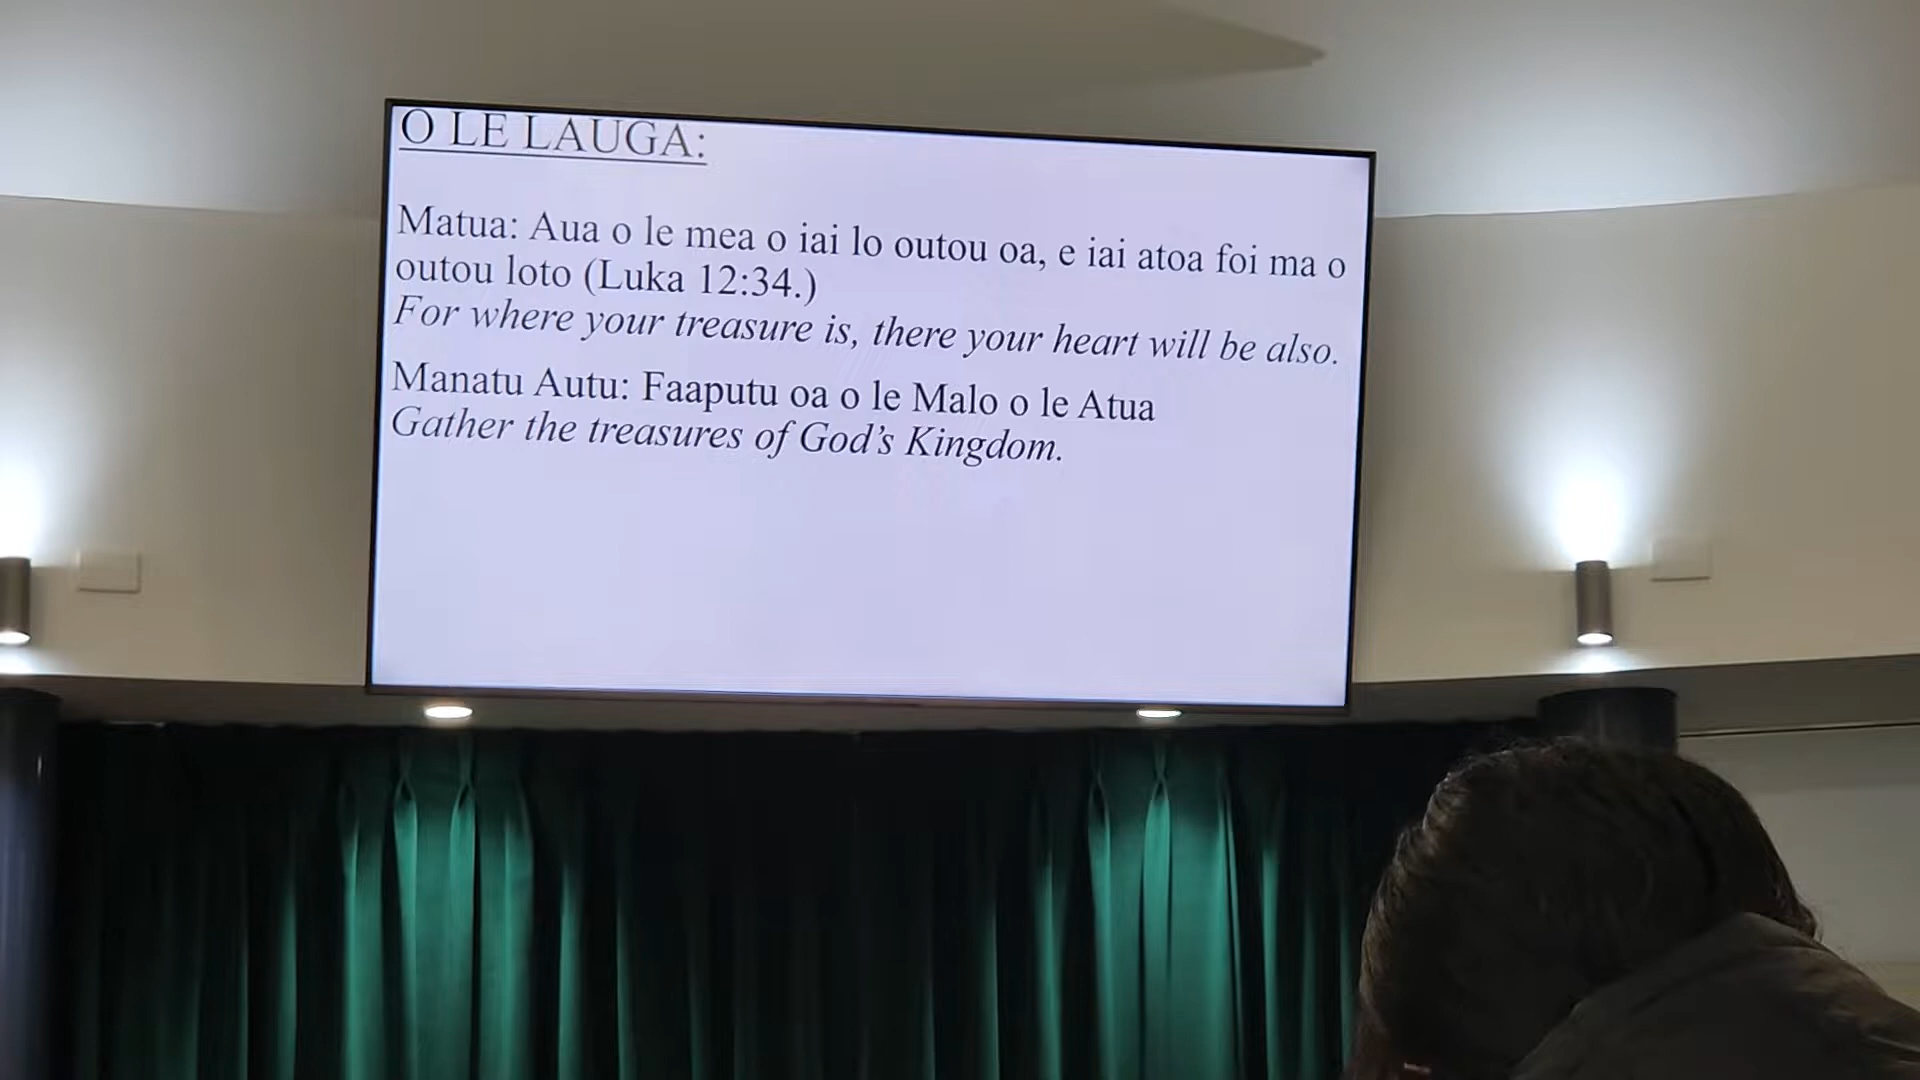 O LE LAUGA:
Matua: Aua o le mea o iai lo outou oa, e iai atoa foi ma o
outou loto (Luka 12:34.)
For where your treasure is, there your heart will be also.
Manatu Autu: Faaputu oa o le Malo o le Atua
Gather the treasures of God’s Kingdom.